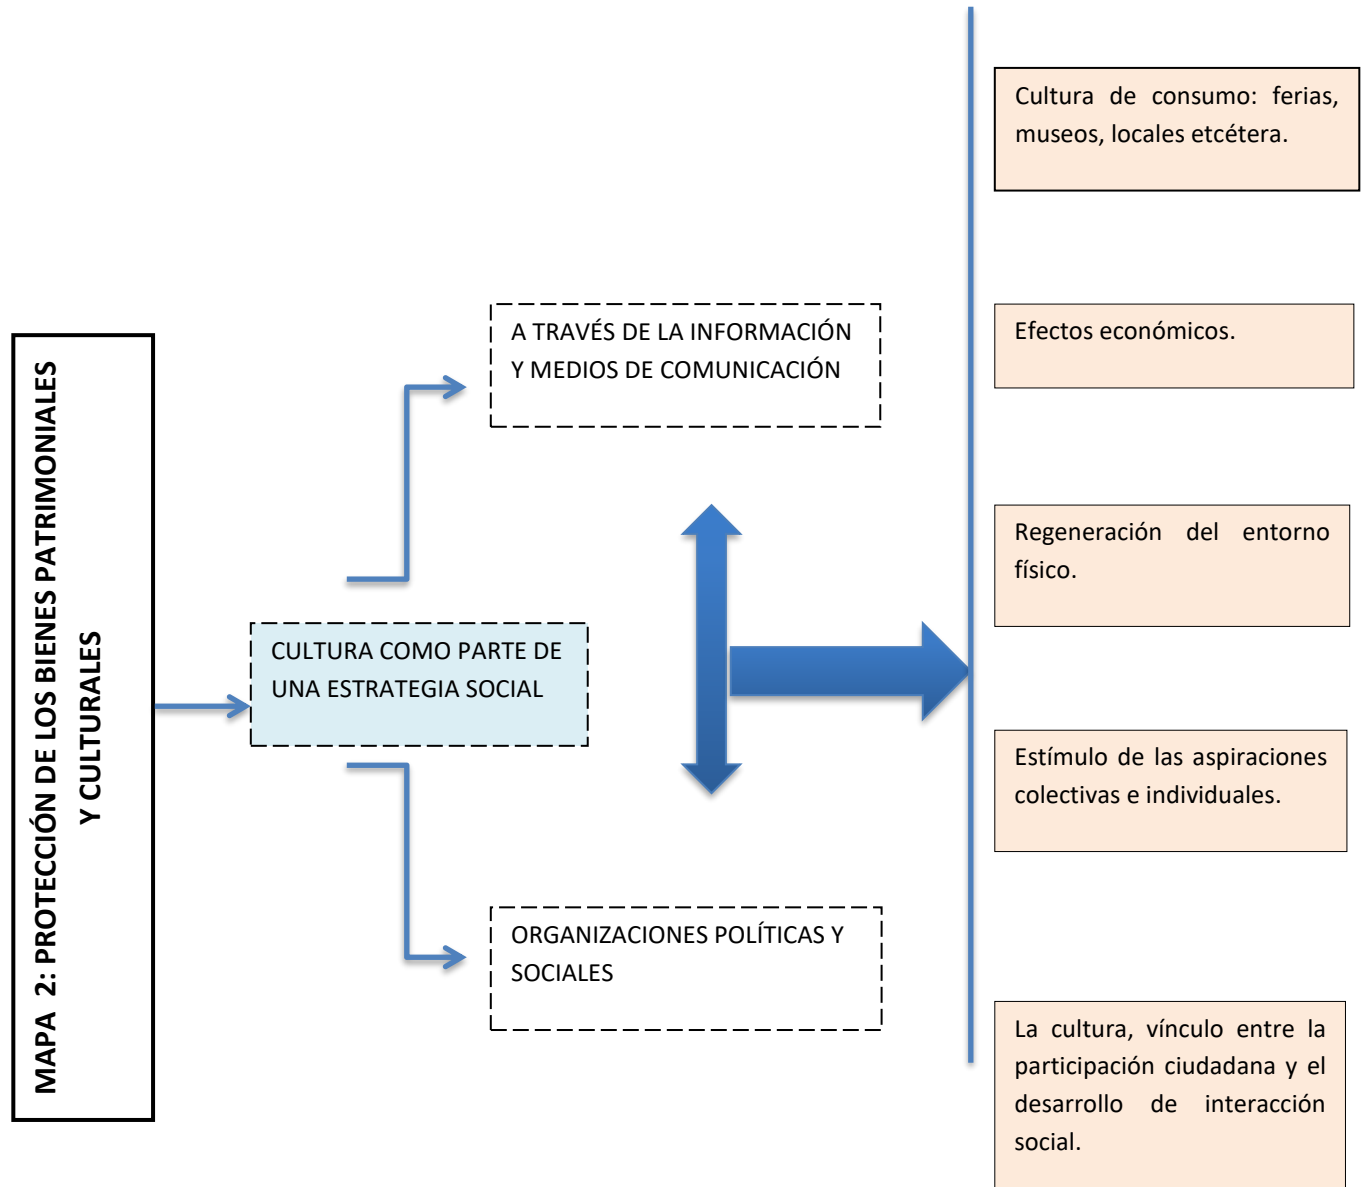 MAPA 2: PROTECCIÓN DE LOS BIENES PATRIMONIALES
Y CULTURALES
CULTURA COMO PARTE DE
UNA ESTRATEGIA SOCIAL
A TRAVÉS DE LA INFORMACIÓN
Y MEDIOS DE COMUNICACIÓN
ORGANIZACIONES POLÍTICAS Y
SOCIALES
Cultura de consumo: ferias,
museos, locales etcétera.
Efectos económicos.
Regeneración del entorno
físico.
Estímulo de las aspiraciones
colectivas e individuales.
La cultura, vínculo entre la
participación ciudadana y el
desarrollo de interacción
social.